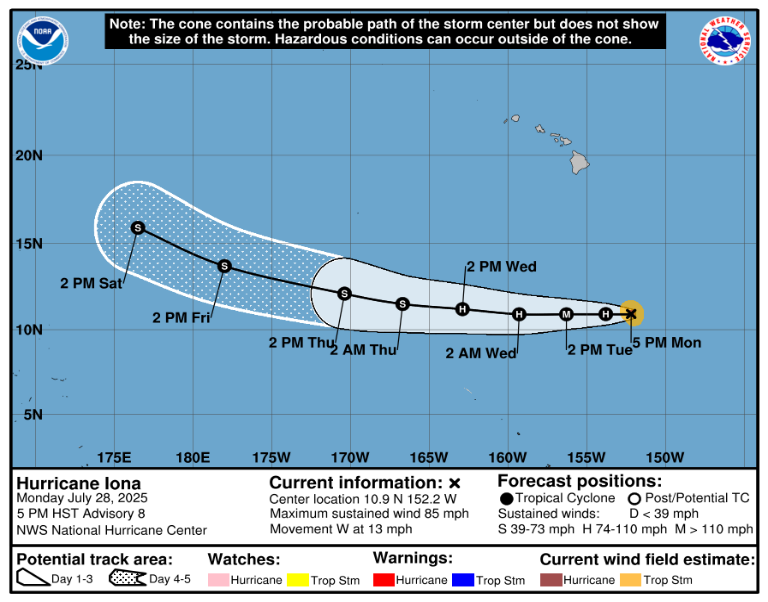 Note: The cone contains the probable path of the storm center but does not show
the size of the storm. Hazardous conditions can occur outside of the cone.
NOAA
NATIONAL WEATHER SERVICE
25N
20N
15N
10N
5N
S
S
S
S
H
H
M
H
2 PM Sat
2 PM Fri
2 PM Thu
2 AM Thu
2 PM Wed
2 AM Wed
2 PM Tue
5 PM Mon
175E 180E 175W 170W 165W 160W 155W 150W
Hurricane Iona
Monday July 28, 2025
5 PM HST Advisory 8
NWS National Hurricane Center
Current information:
Center location 10.9 N 152.2 W
Maximum sustained wind 85 mph
Movement W at 13 mph
Forecast positions:
Tropical Cyclone Post/Potential TC
Sustained winds: D < 39 mph
S 39-73 mph H 74-110 mph M > 110 mph
Potential track area:
Day 1-3 Day 4-5
Watches:
Hurricane Trop Stm
Warnings:
Hurricane Trop Stm
Current wind field estimate:
Hurricane Trop Stm